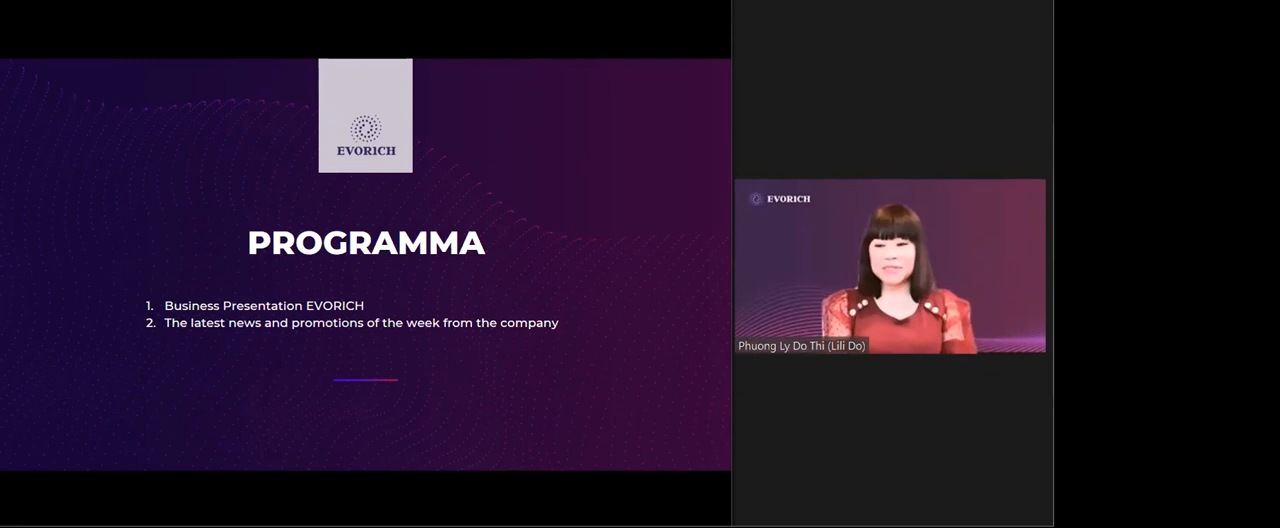 EVORICH
PROGRAMMA
1. Business Presentation EVORICH
2. The latest news and promotions of the week from the company
EVORICH
Phuong Ly Do Thi (Lili Do)